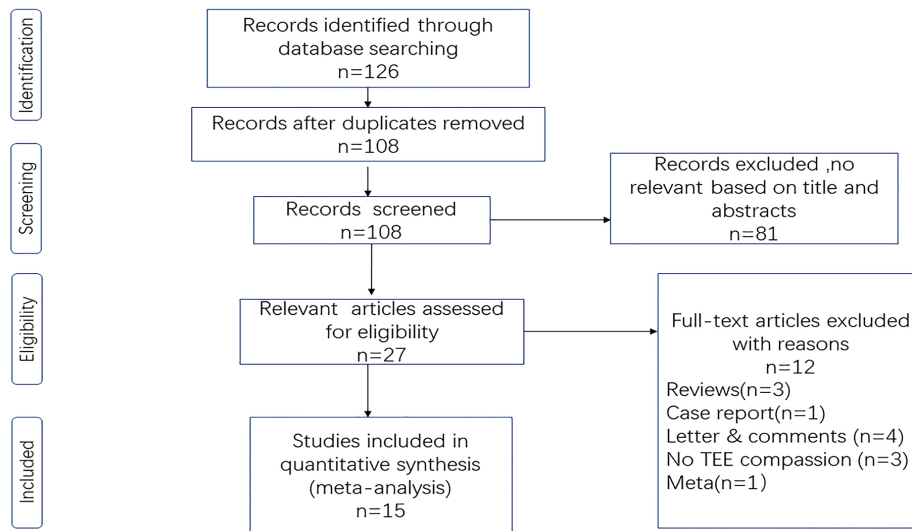 Identification
Records identified through
database searching
n=126
Records after duplicates removed
n=108
Screening
Records screened
n=108
Records excluded ,no
relevant based on title and
abstracts
n=81
Eligibility
Relevant articles assessed
for eligibility
n=27
Full-text articles excluded
with reasons
n=12
Reviews(n=3)
Case report(n=1)
Letter & comments (n=4)
No TEE compassion (n=3)
Meta(n=1)
Included
Studies included in
quantitative synthesis
(meta-analysis)
n=15